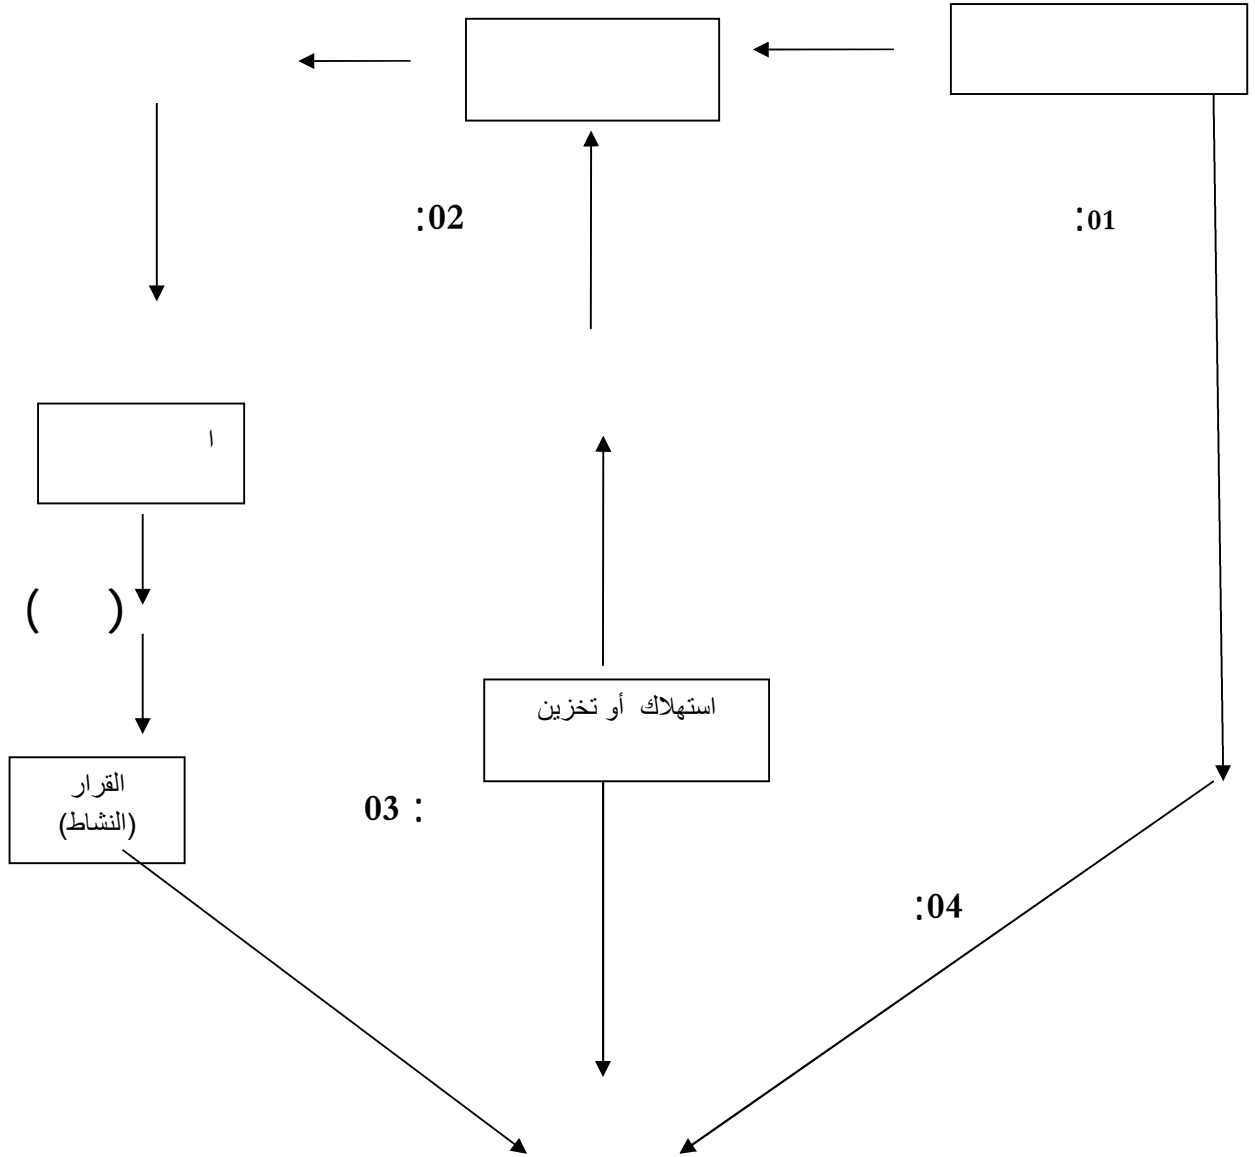 01:
02:
ا
( )
استهلاك أو تخزين
القرار
(النشاط)
03 :
04: